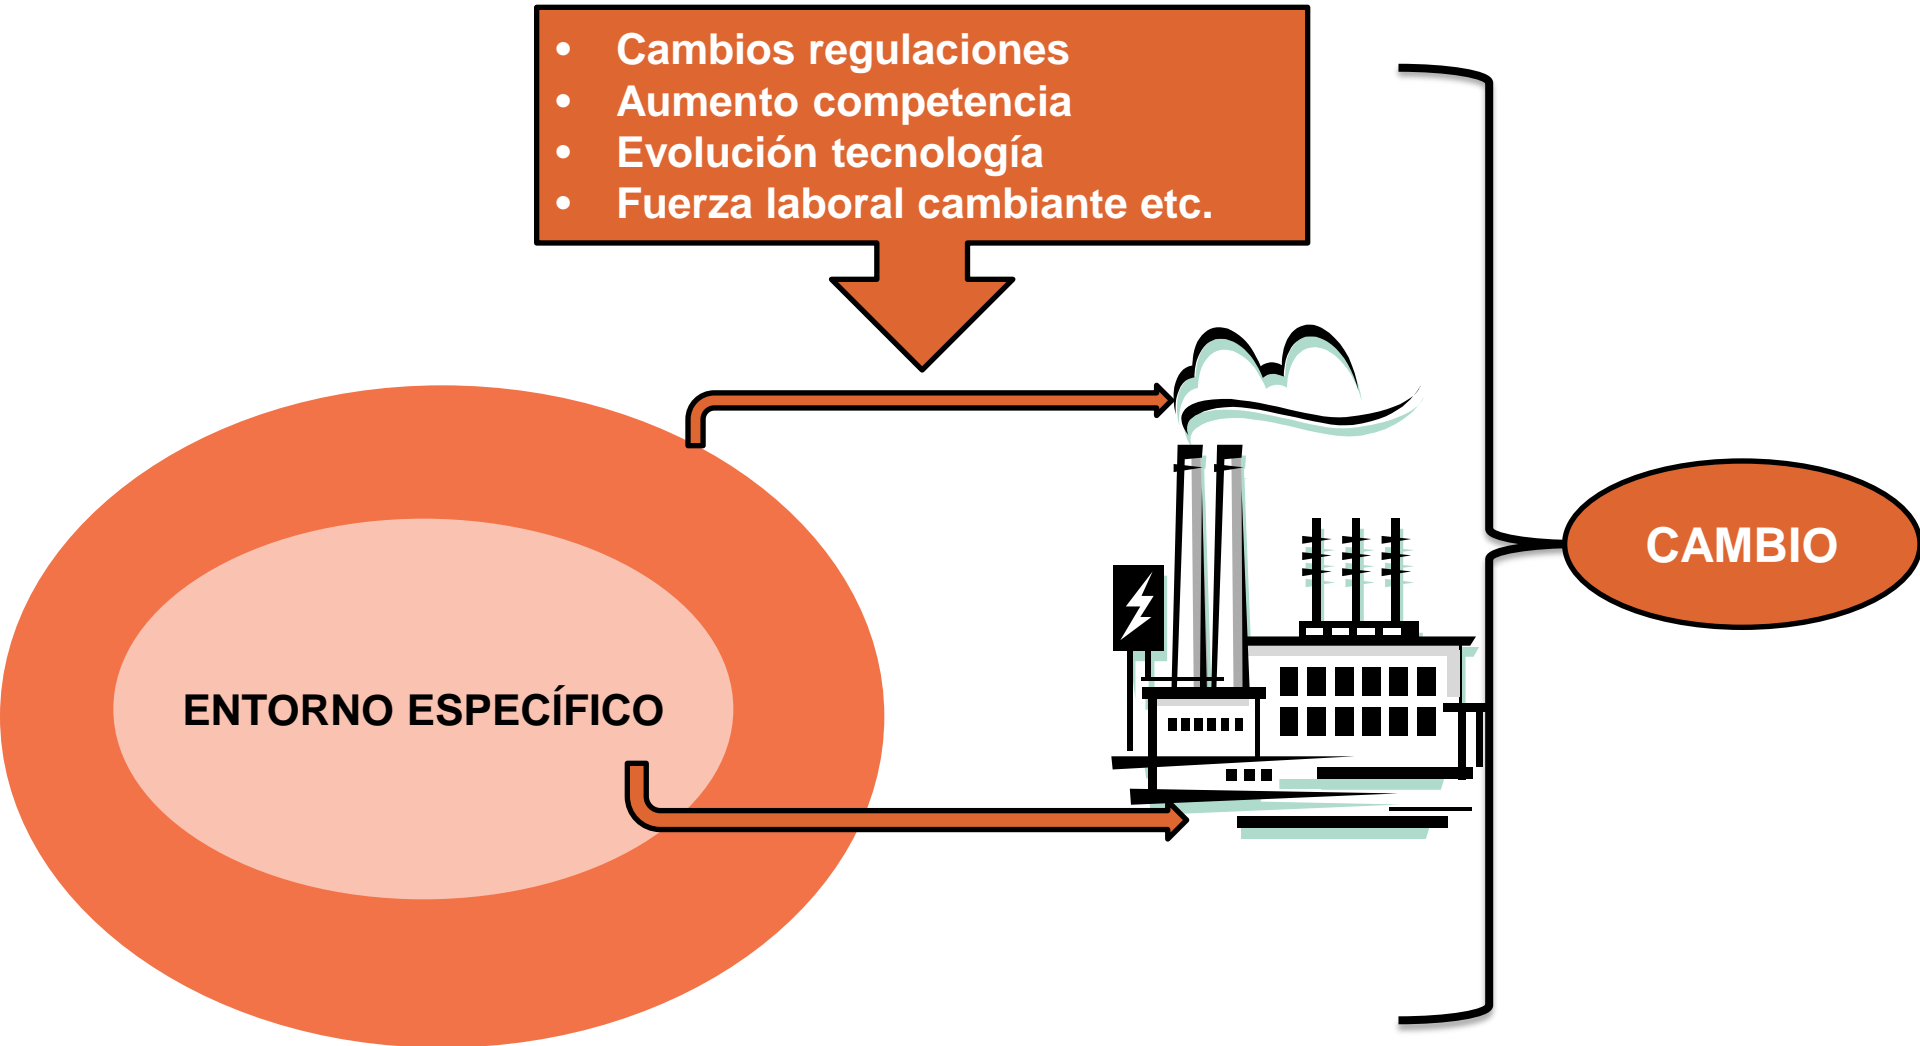 • Cambios regulaciones
• Aumento competencia
• Evolución tecnología
• Fuerza laboral cambiante etc.
CAMBIO
ENTORNO ESPECÍFICO